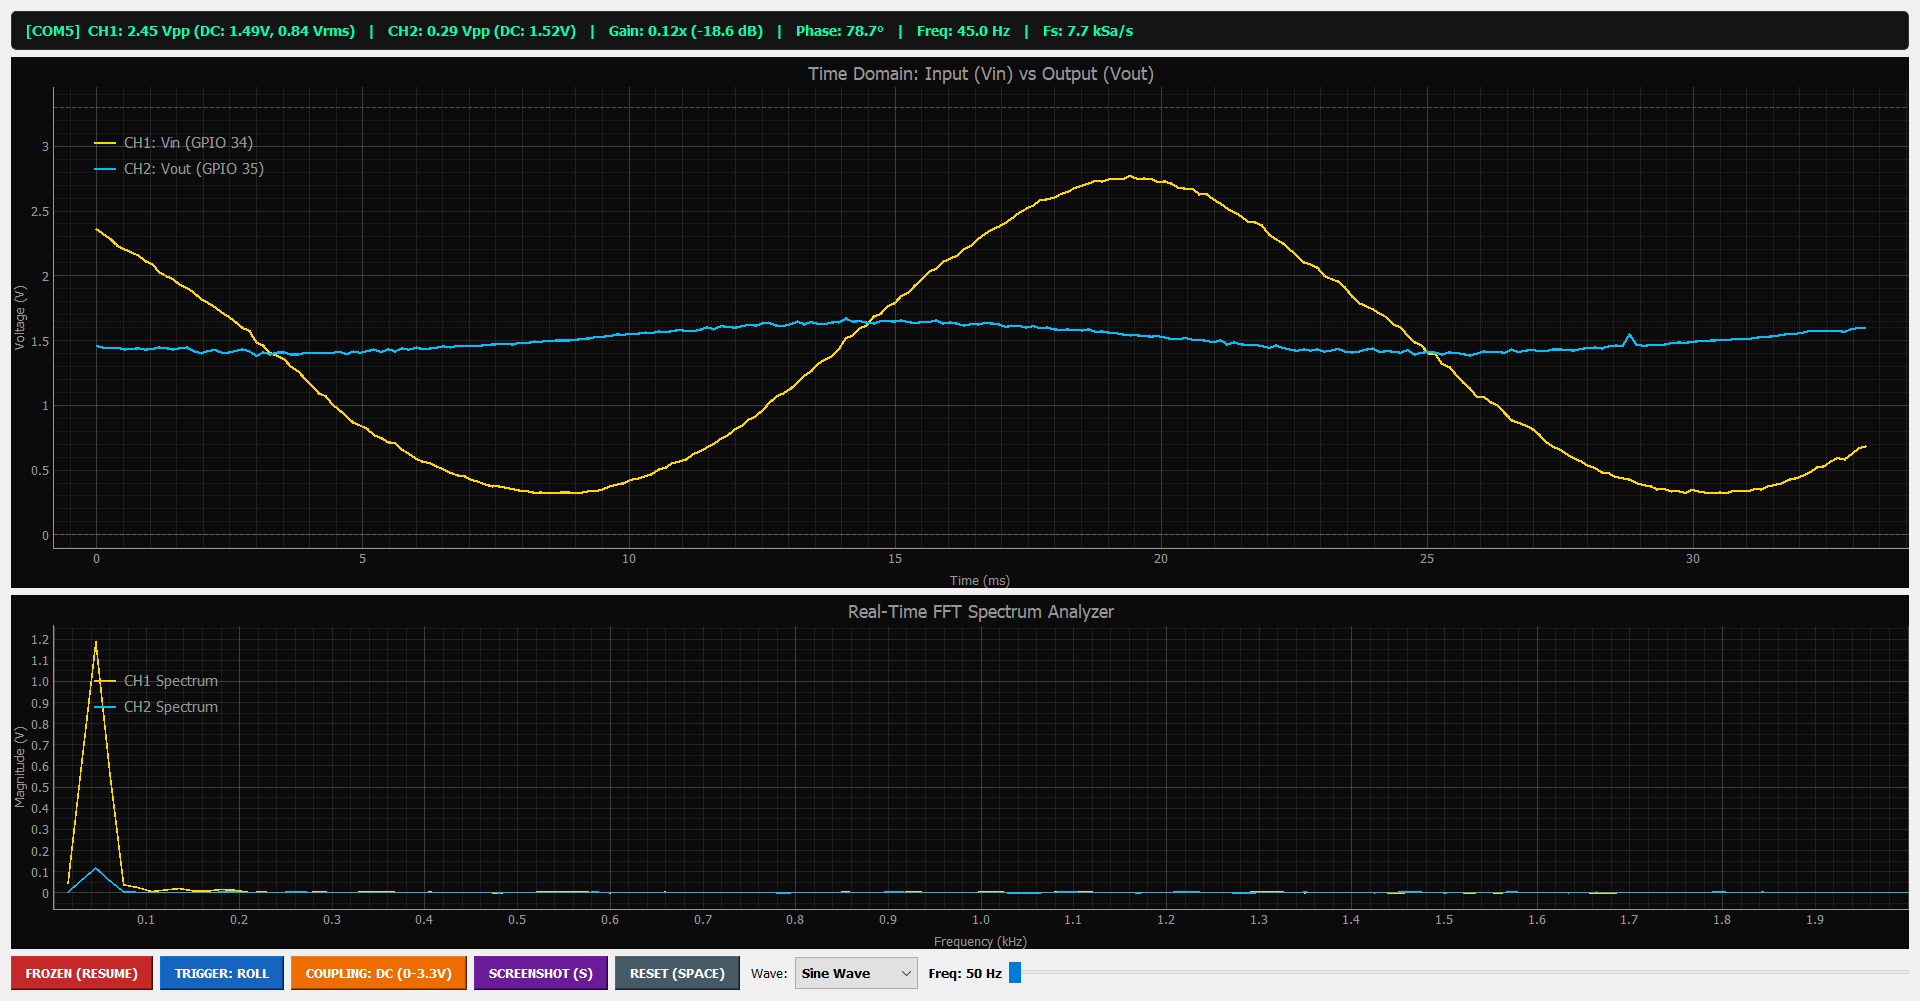 [COM5] CH1: 2.45 Vpp (DC: 1.49V, 0.84 Vrms) | CH2: 0.29 Vpp (DC: 1.52V) | Gain: 0.12x (-18.6 dB) | Phase: 78.7° | Freq: 45.0 Hz | Fs: 7.7 kSa/s
Time Domain: Input (Vin) vs Output (Vout)
CH1: Vin (GPIO 34)
CH2: Vout (GPIO 35)
Voltage (V)
3
2.5
2
1.5
1
0.5
0
0 5 10 15 20 25 30
Time (ms)
Real-Time FFT Spectrum Analyzer
CH1 Spectrum
CH2 Spectrum
Magnitude (V)
1.2
1.1
1.0
0.9
0.8
0.7
0.6
0.5
0.4
0.3
0.2
0.1
0
0.1 0.2 0.3 0.4 0.5 0.6 0.7 0.8 0.9 1.0 1.1 1.2 1.3 1.4 1.5 1.6 1.7 1.8 1.9
Frequency (kHz)
FROZEN (RESUME) TRIGGER: ROLL COUPLING: DC (0-3.3V) SCREENSHOT (S) RESET (SPACE) Wave: Sine Wave Freq: 50 Hz